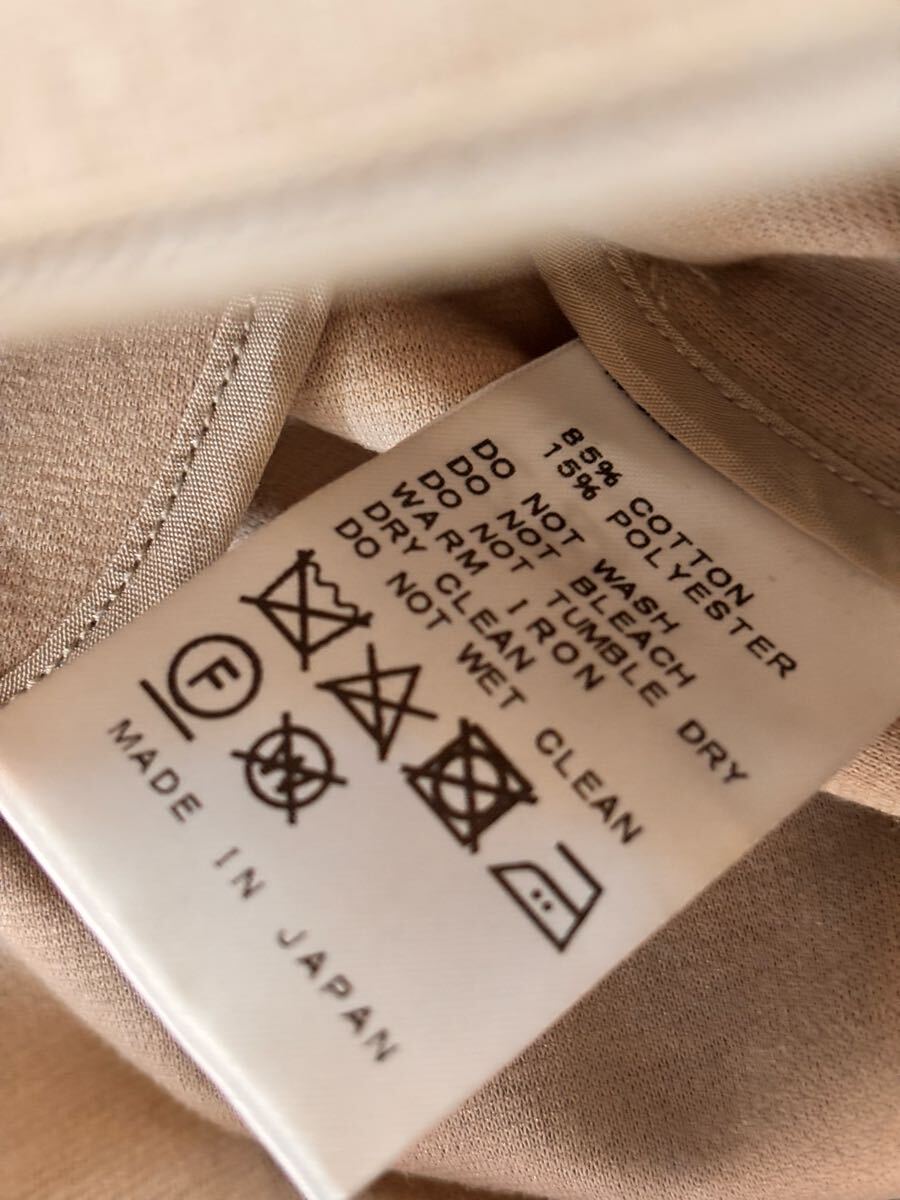 85% COTTON
15% POLYESTER
DO NOT WASH
DO NOT BLEACH
DO NOT TUMBLE DRY
WARM IRON
DRY CLEAN
DO NOT WET CLEAN
F
W
MADE IN JAPAN